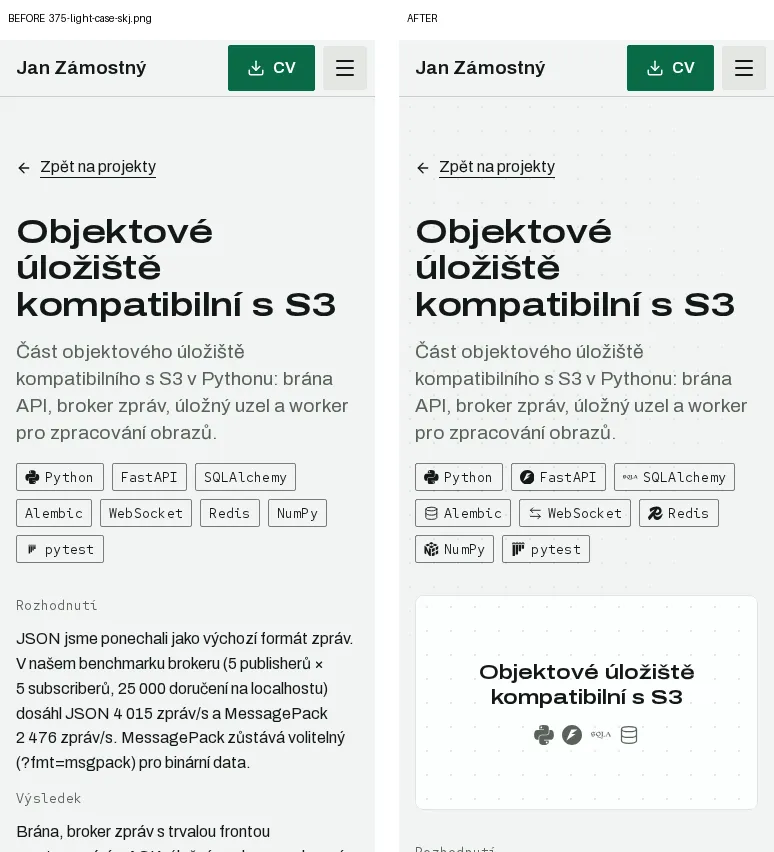 BEFORE 375-light-case-skj.png
Jan Zámostný
CV
Zpět na projekty
Objektové
úložiště
kompatibilní s S3
Část objektového úložiště
kompatibilního s S3 v Pythonu: brána
API, broker zpráv, úložný uzel a worker
pro zpracování obrazů.
Python
FastAPI
SQLAlchemy
Alembic
WebSocket
Redis
NumPy
pytest
Rozhodnutí
JSON jsme ponechali jako výchozí formát zpráv.
V našem benchmarku brokeru (5 publisherů ×
5 subscriberů, 25 000 doručení na localhostu)
dosáhl JSON 4 015 zpráv/s a MessagePack
2 476 zpráv/s. MessagePack zůstává volitelný
(?fmt=msgpack) pro binární data.
Výsledek
Brána, broker zpráv s trvalou frontou
AFTER
Jan Zámostný
CV
Zpět na projekty
Objektové
úložiště
kompatibilní s S3
Část objektového úložiště
kompatibilního s S3 v Pythonu: brána
API, broker zpráv, úložný uzel a worker
pro zpracování obrazů.
Python
FastAPI
SQLAlchemy
Alembic
WebSocket
Redis
NumPy
pytest
Objektové úložiště
kompatibilní s S3
Rozhodnutí